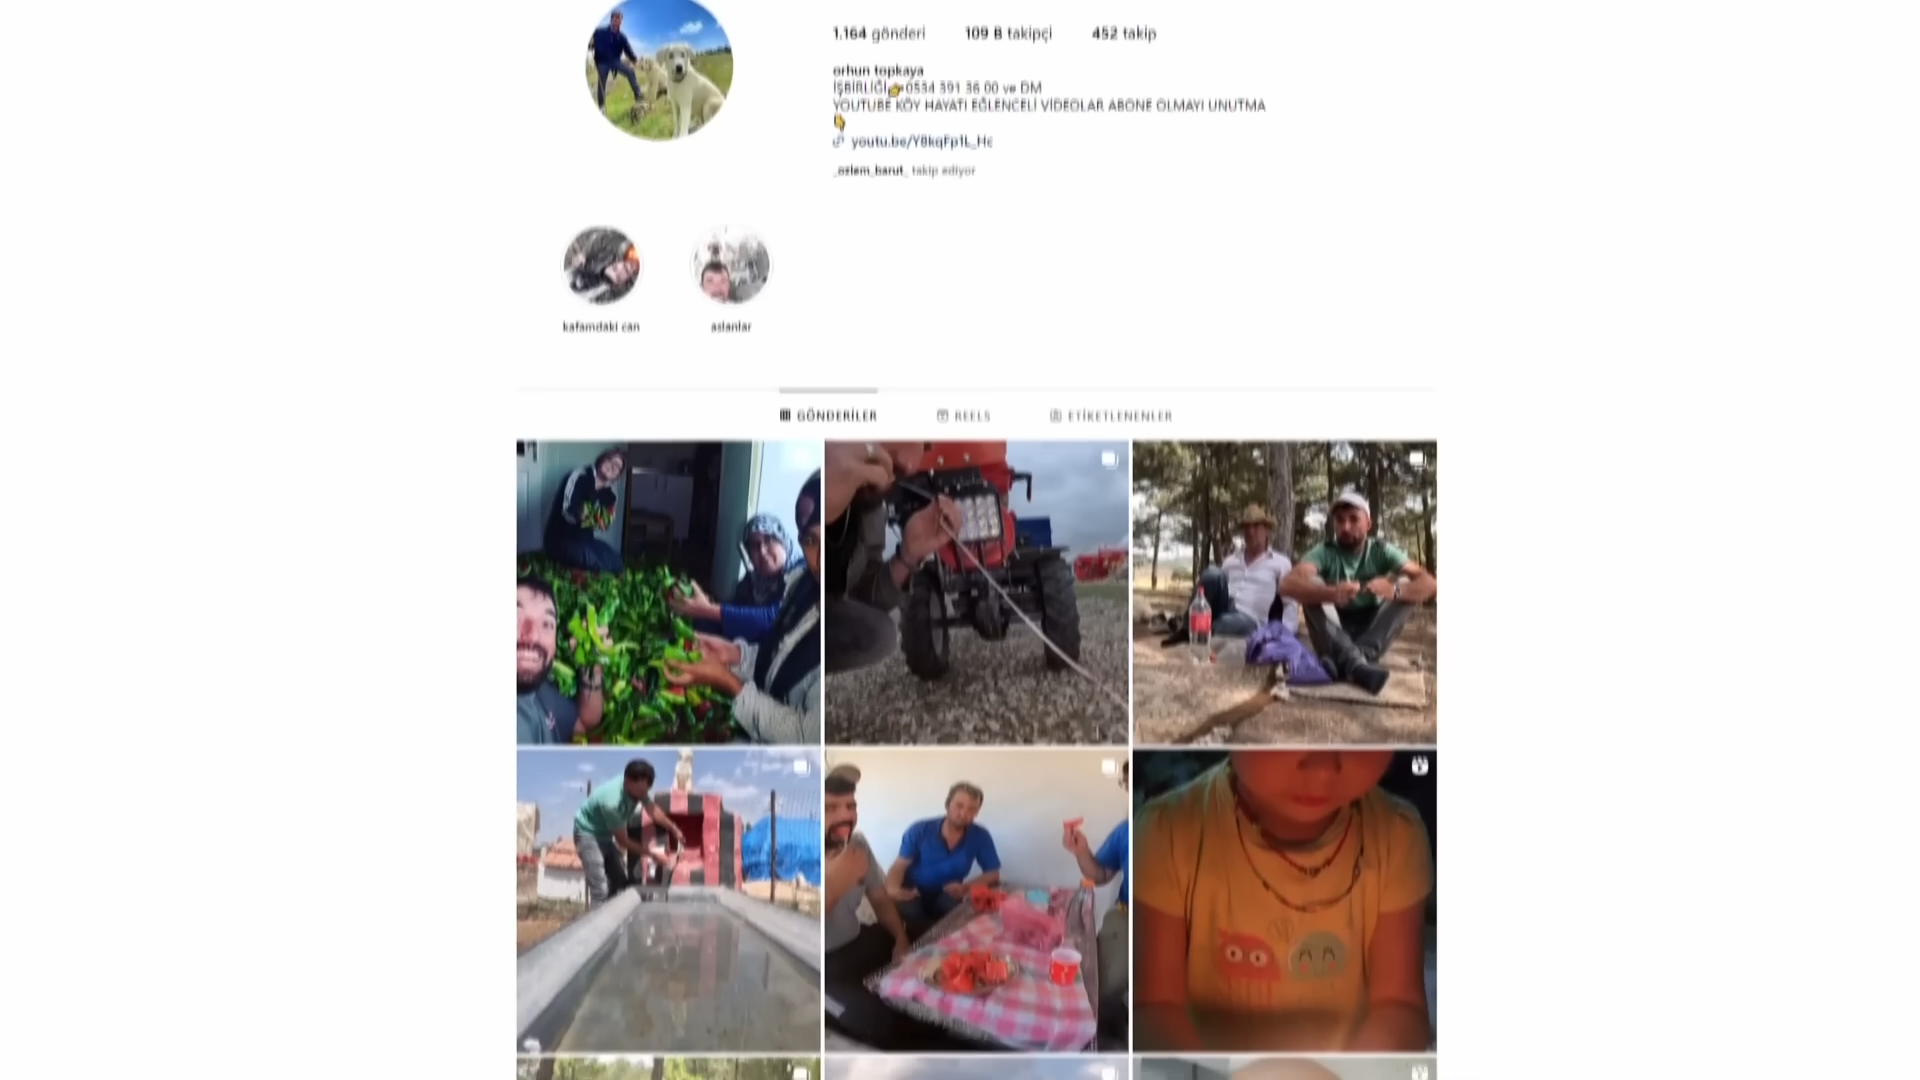 1.164 gönderi 109 B takipçi 452 takip
orhun topkaya
İŞBİRLİĞİ👉0534 391 36 00 ve DM
YOUTUBE KÖY HAYATI EĞLENCELİ VİDEOLAR ABONE OLMAYI UNUTMA
👇
youtu.be/Y8kqFp1L_Hc
_ozlem_barut_ takip ediyor
kafamdaki can aslanlar
GÖNDERİLER REELS ETİKETLENENLER